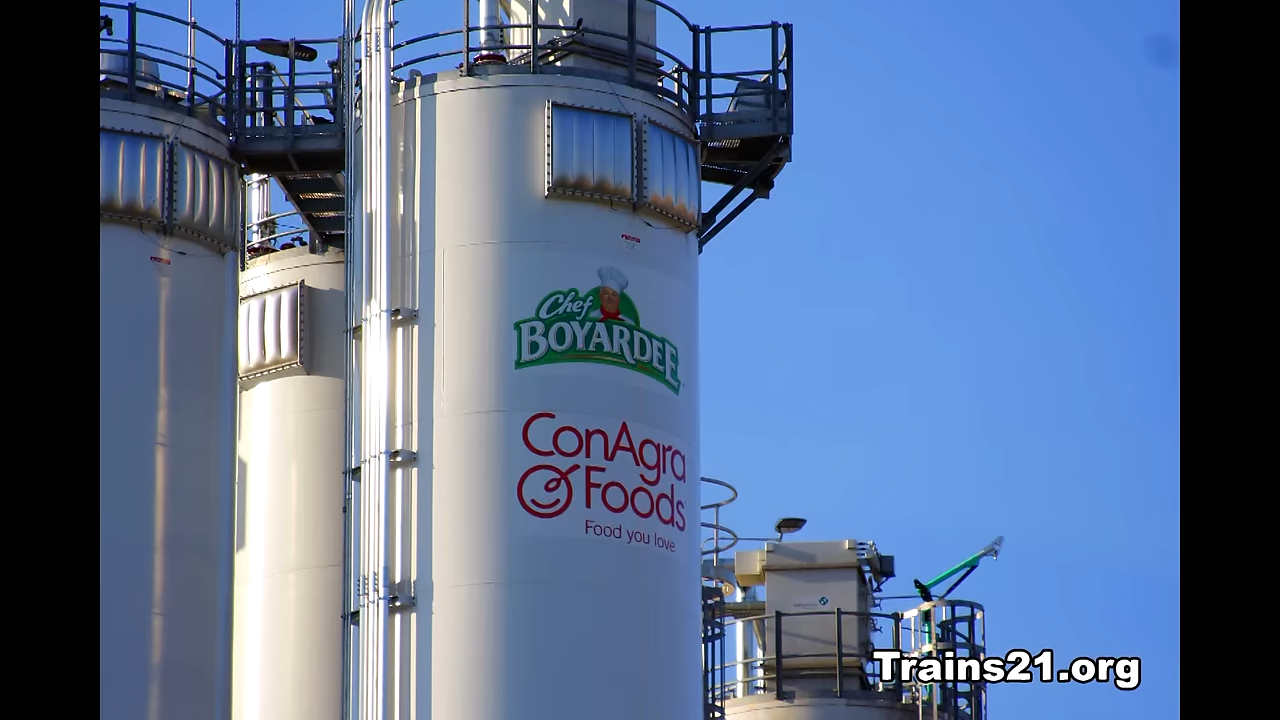 Chef
BOYARDEE
ConAgra
Foods
Food you love
Trains21.org